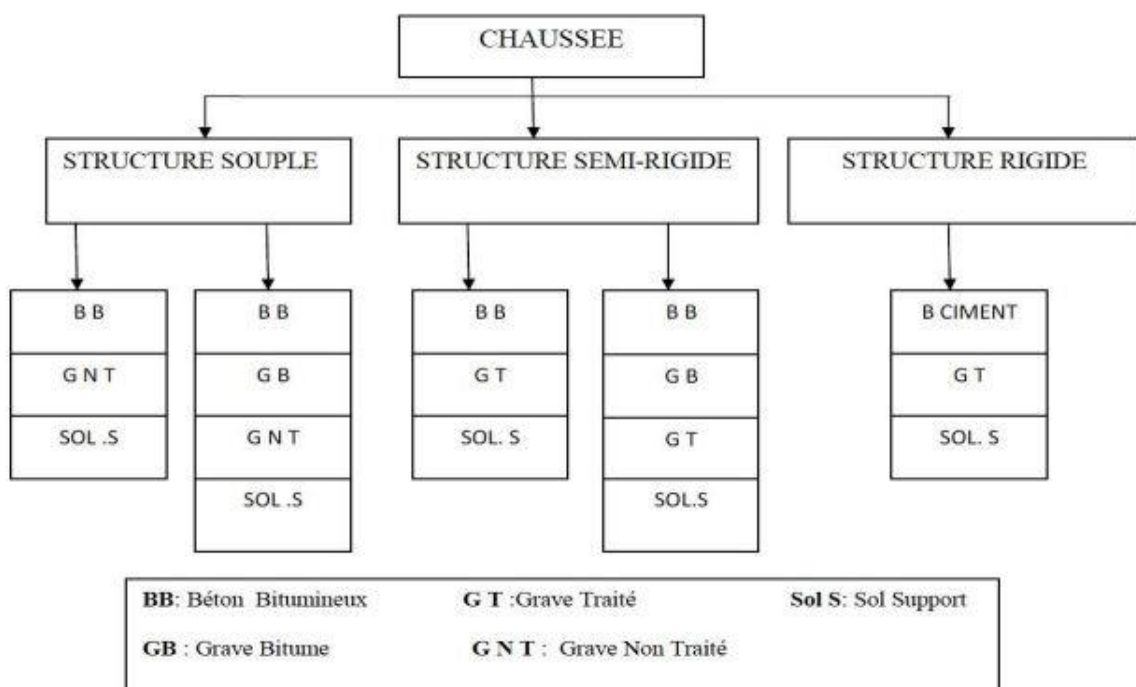 CHAUSSEE
STRUCTURE SOUPLE
STRUCTURE SEMI-RIGIDE
STRUCTURE RIGIDE
B B
G N T
SOL .S
B B
G B
G N T
SOL .S
B B
G T
SOL. S
B B
G B
G T
SOL.S
B CIMENT
G T
SOL. S
BB: Béton Bitumineux G T :Grave Traité Sol S: Sol Support
GB : Grave Bitume G N T : Grave Non Traité